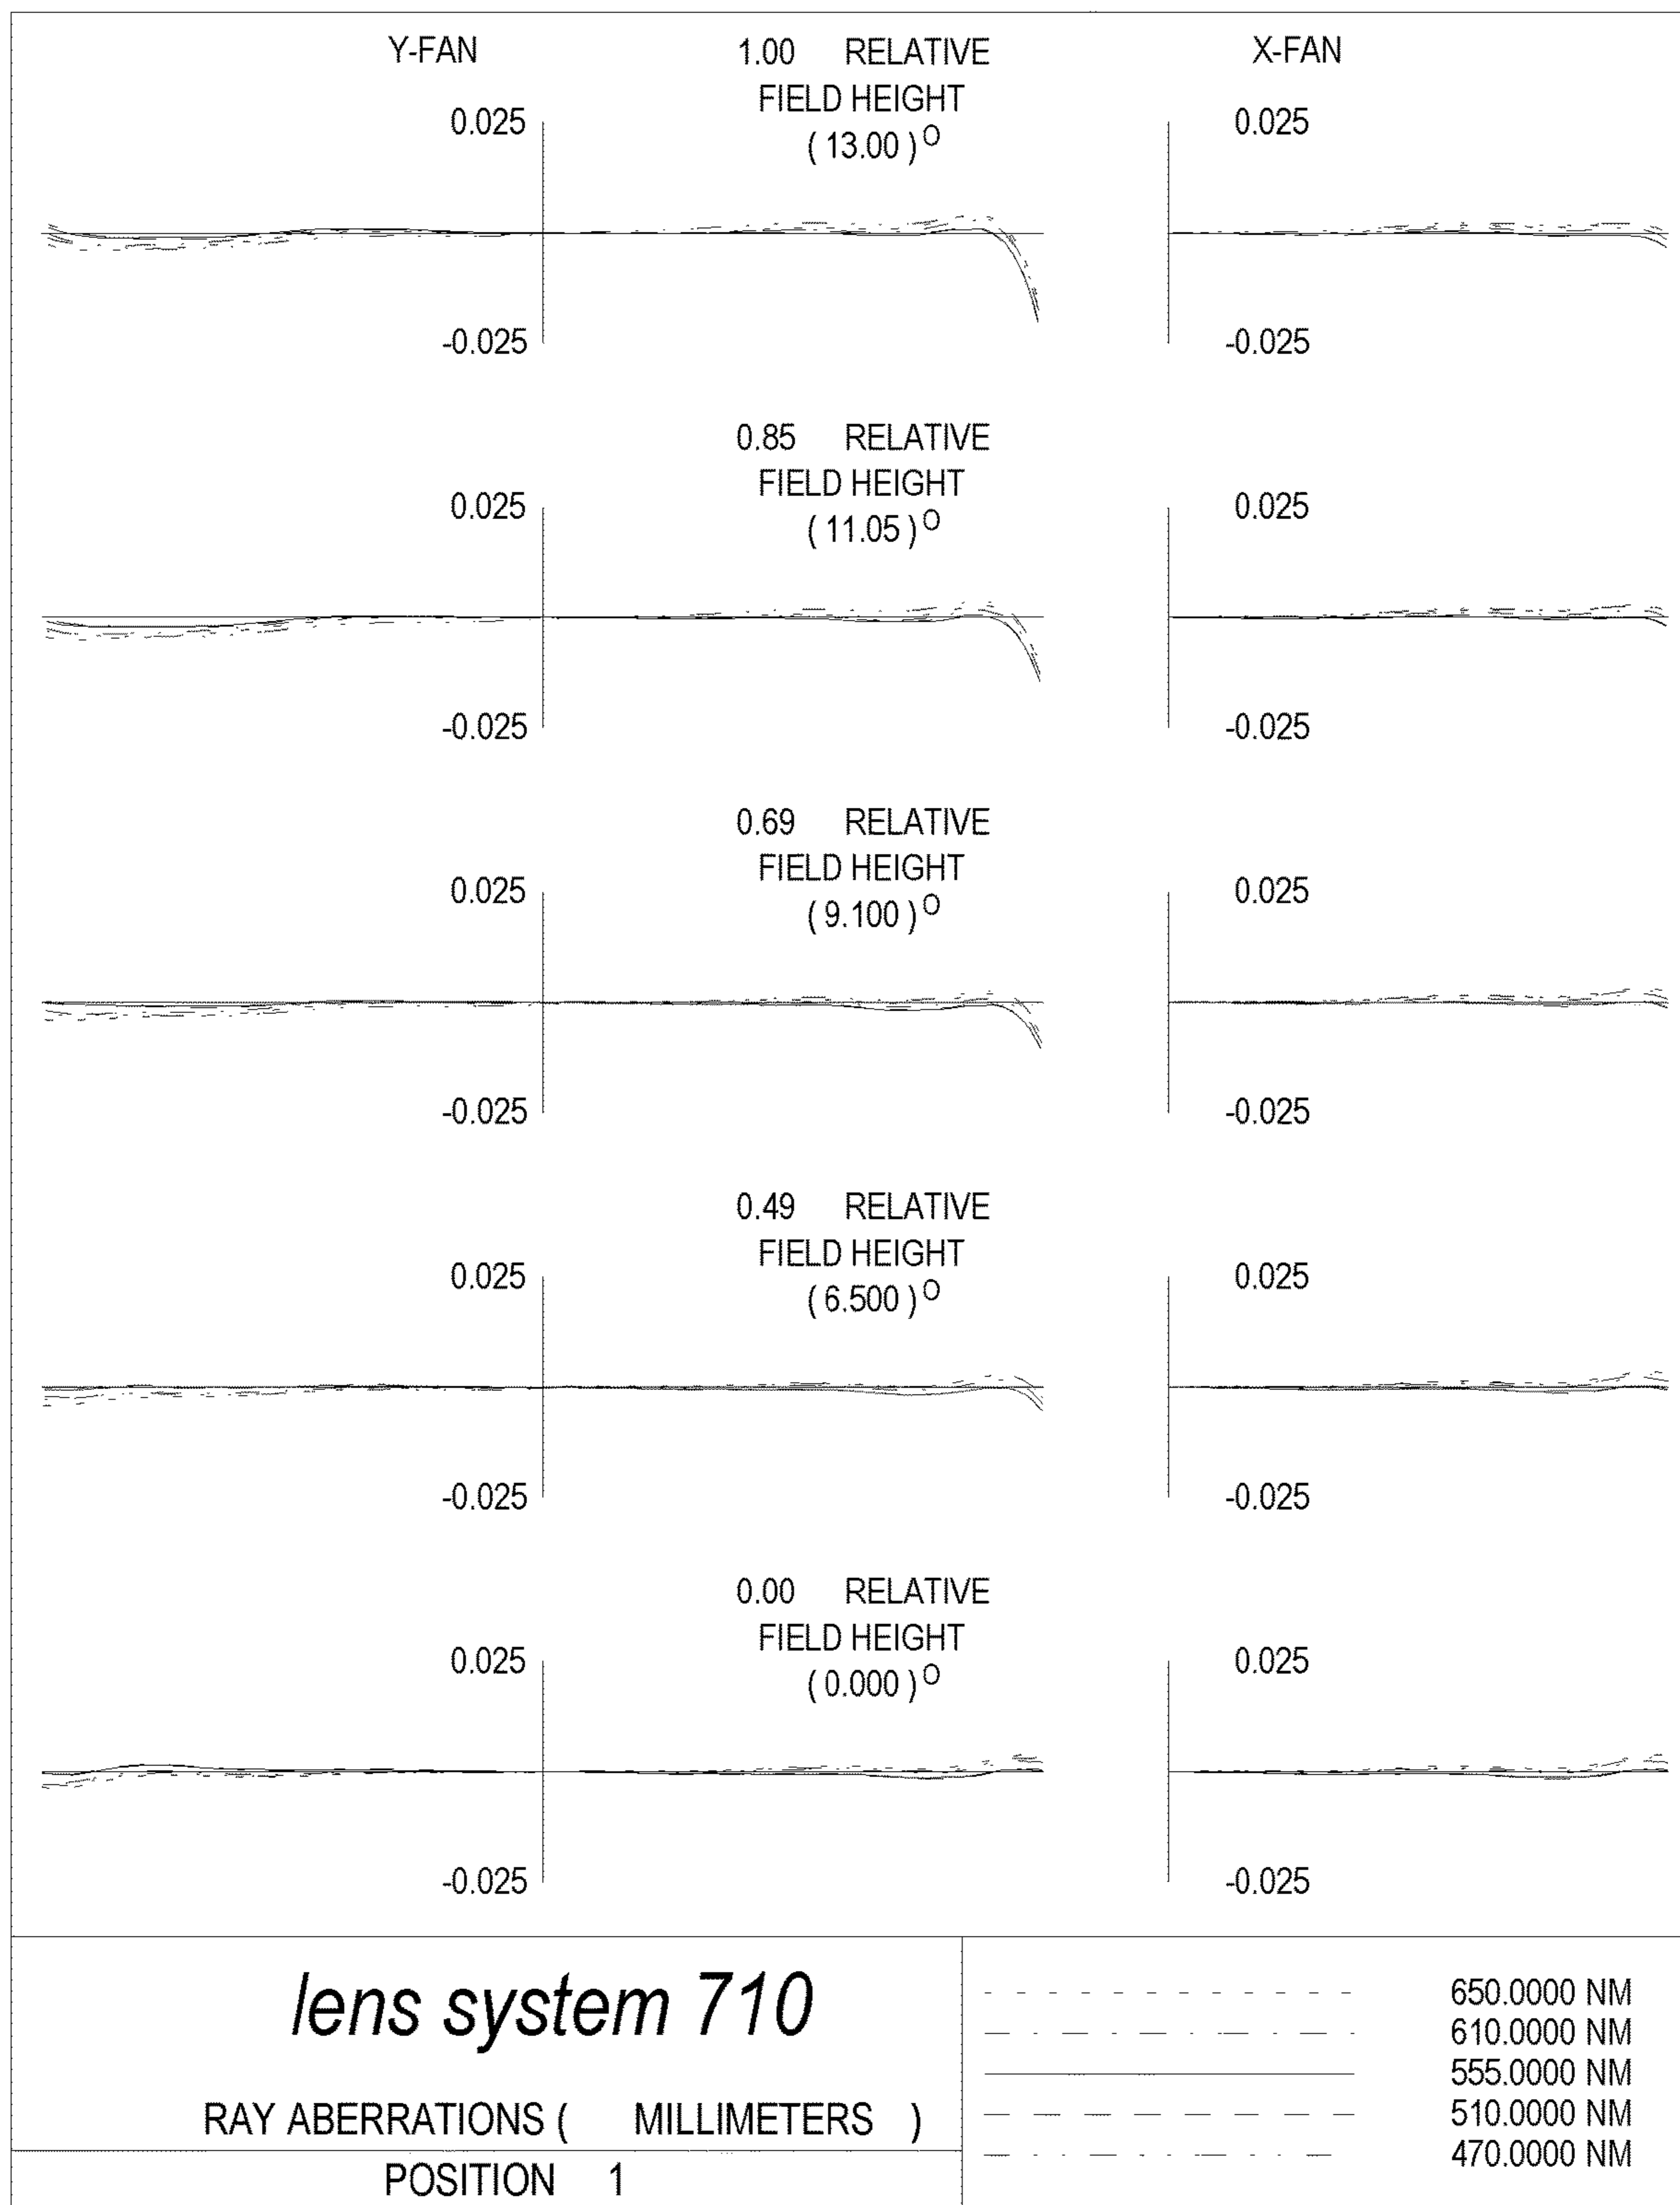 Y-FAN 1.00 RELATIVE X-FAN
FIELD HEIGHT
0.025 ( 13.00 )O 0.025
-0.025 -0.025
0.85 RELATIVE
FIELD HEIGHT
0.025 ( 11.05 )O 0.025
-0.025 -0.025
0.69 RELATIVE
FIELD HEIGHT
0.025 ( 9.100 )O 0.025
-0.025 -0.025
0.49 RELATIVE
FIELD HEIGHT
0.025 ( 6.500 )O 0.025
-0.025 -0.025
0.00 RELATIVE
FIELD HEIGHT
0.025 ( 0.000 )O 0.025
-0.025 -0.025
lens system 710
RAY ABERRATIONS ( MILLIMETERS )
POSITION 1
650.0000 NM
610.0000 NM
555.0000 NM
510.0000 NM
470.0000 NM